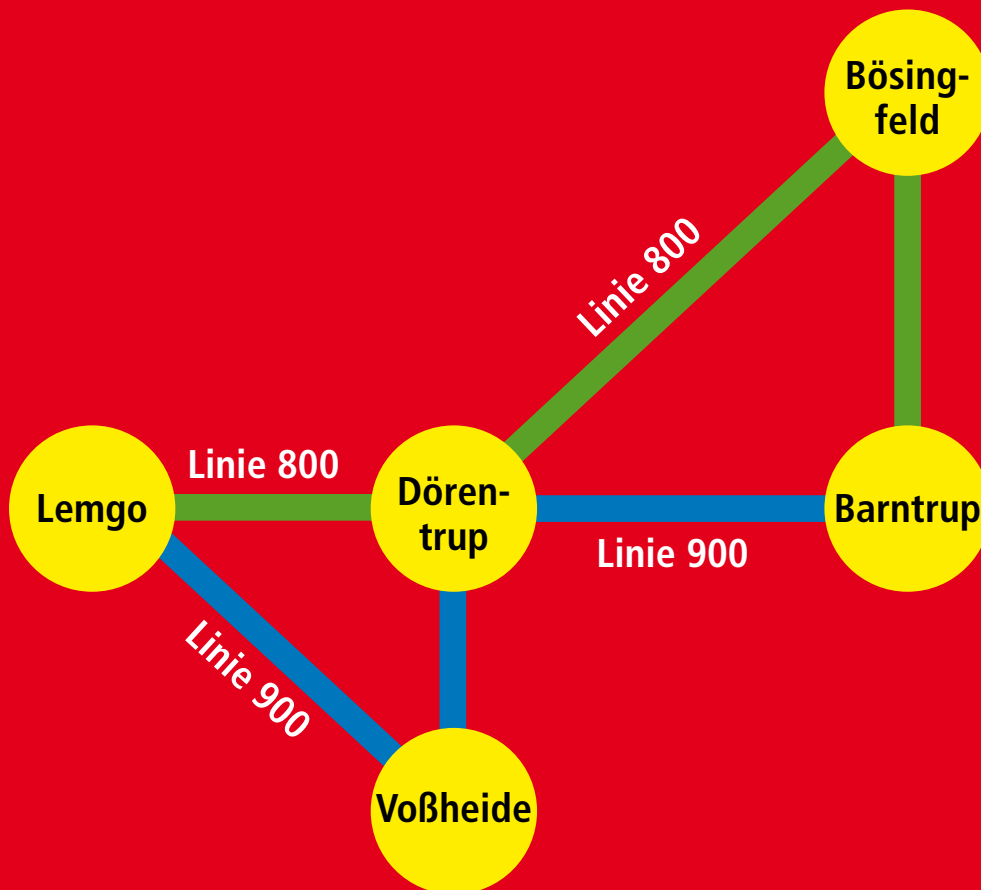 Bösing-
feld
Linie 800
Linie 800
Lemgo
Dören-
trup
Barntrup
Linie 900
Linie 900
Voßheide